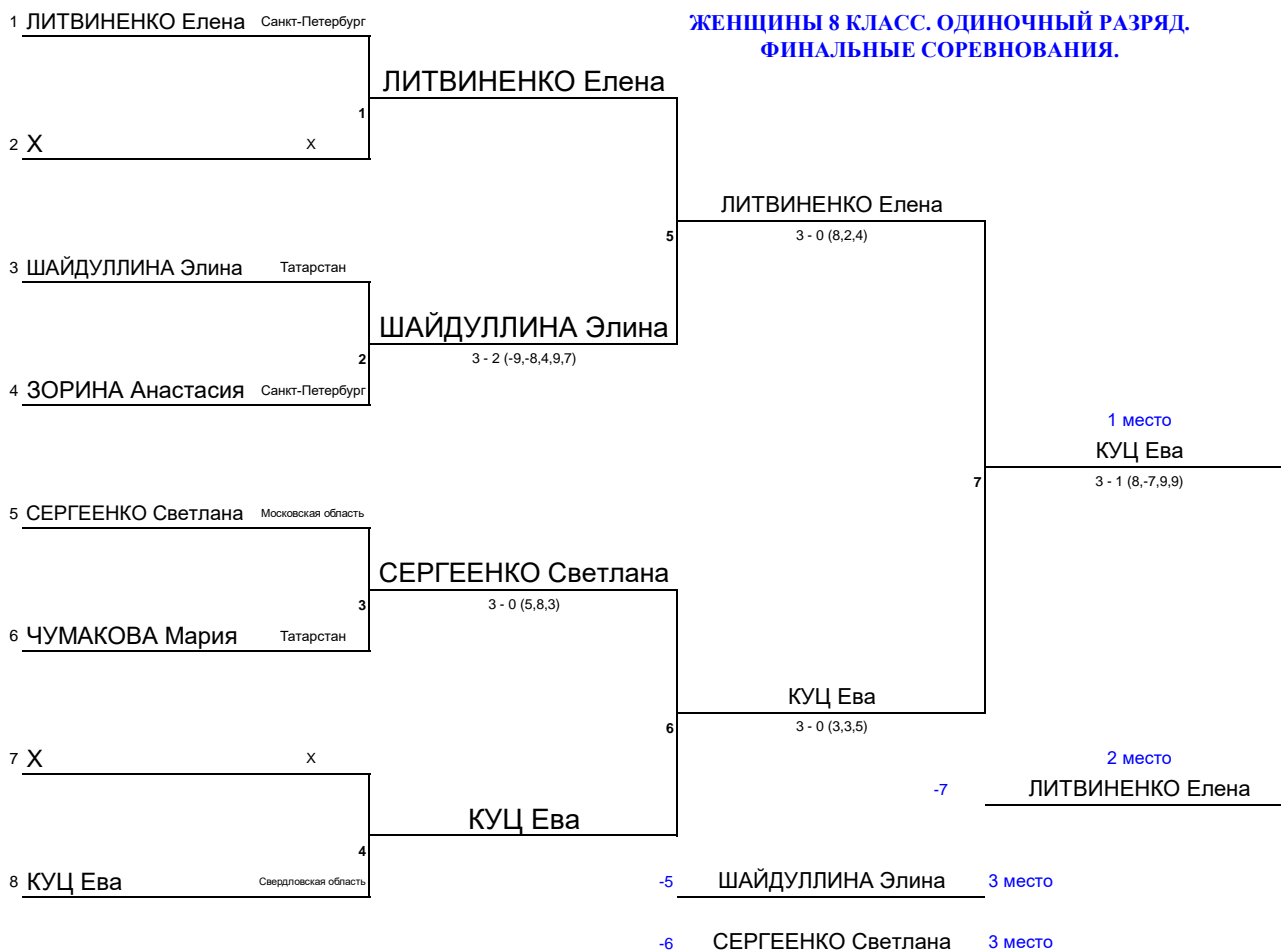 ЖЕНЩИНЫ 8 КЛАСС. ОДИНОЧНЫЙ РАЗРЯД.
ФИНАЛЬНЫЕ СОРЕВНОВАНИЯ.
1 ЛИТВИНЕНКО Елена Санкт-Петербург
ЛИТВИНЕНКО Елена
1
2 X X
ЛИТВИНЕНКО Елена
5 3 - 0 (8,2,4)
3 ШАЙДУЛЛИНА Элина Татарстан
ШАЙДУЛЛИНА Элина
2 3 - 2 (-9,-8,4,9,7)
4 ЗОРИНА Анастасия Санкт-Петербург
1 место
КУЦ Ева
7 3 - 1 (8,-7,9,9)
5 СЕРГЕЕНКО Светлана Московская область
СЕРГЕЕНКО Светлана
3 3 - 0 (5,8,3)
6 ЧУМАКОВА Мария Татарстан
КУЦ Ева
6 3 - 0 (3,3,5)
7 X X
2 место
-7 ЛИТВИНЕНКО Елена
КУЦ Ева
4
8 КУЦ Ева Свердловская область
-5 ШАЙДУЛЛИНА Элина 3 место
-6 СЕРГЕЕНКО Светлана 3 место